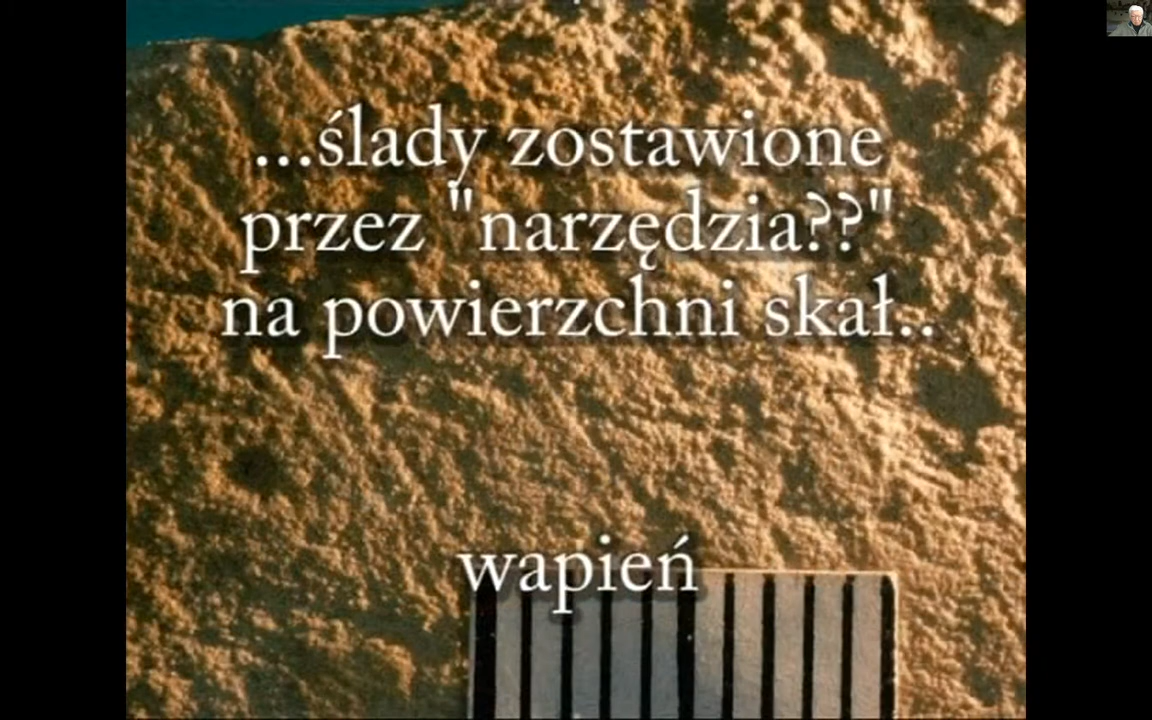 ...ślady zostawione
przez "narzędzia??"
na powierzchni skał..
wapień